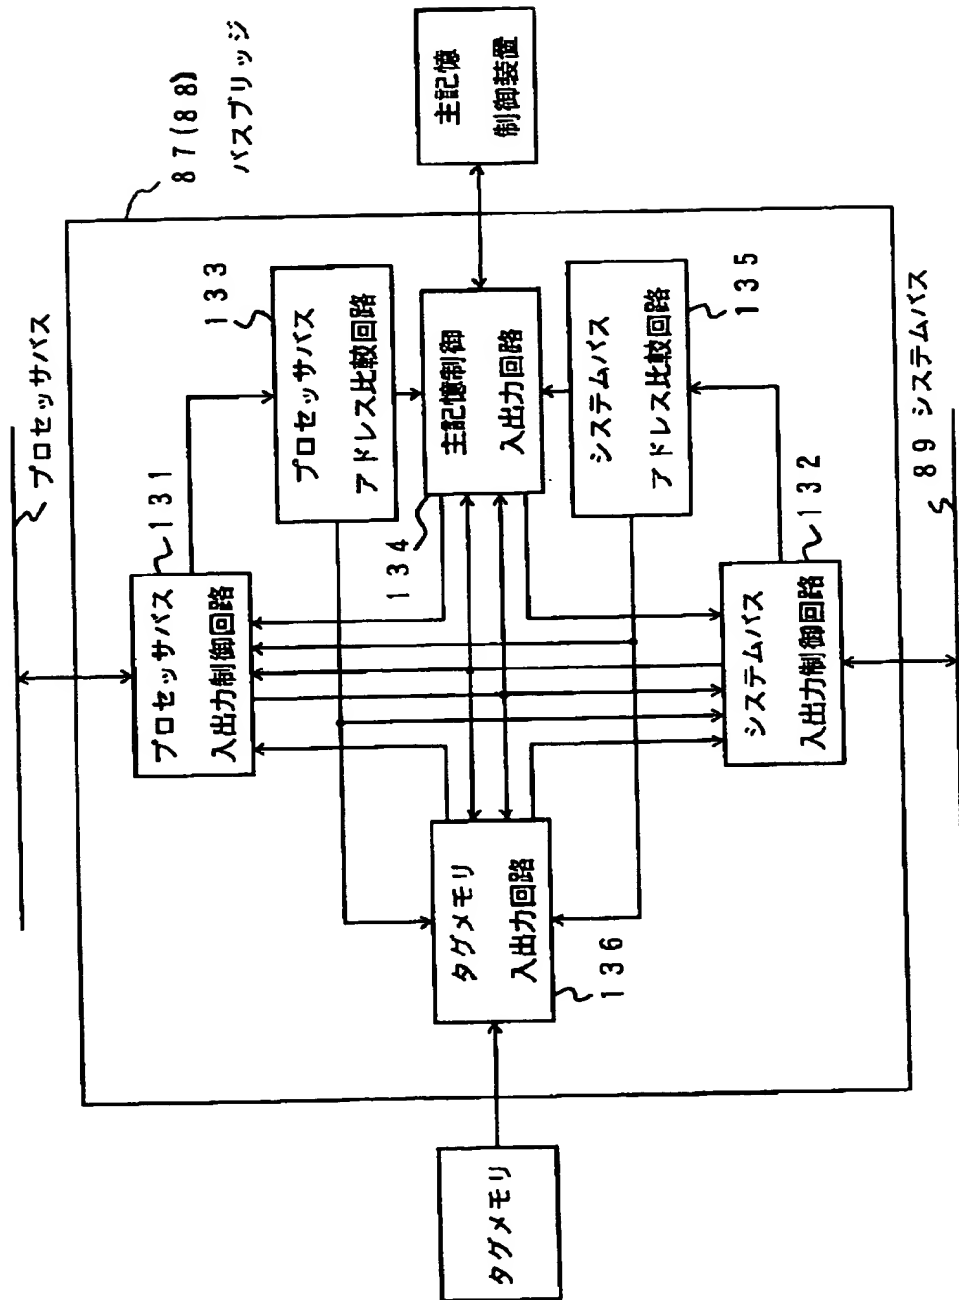 タグメモリ
タグメモリ
入出力回路
136
システムバス
入出力制御回路
132
プロセッサバス
入出力制御回路
131
89 システムバス
プロセッサバス
134
主記憶制御
入出力回路
システムバス
アドレス比較回路
135
プロセッサバス
アドレス比較回路
133
87(88)
バスブリッジ
主記憶
制御装置